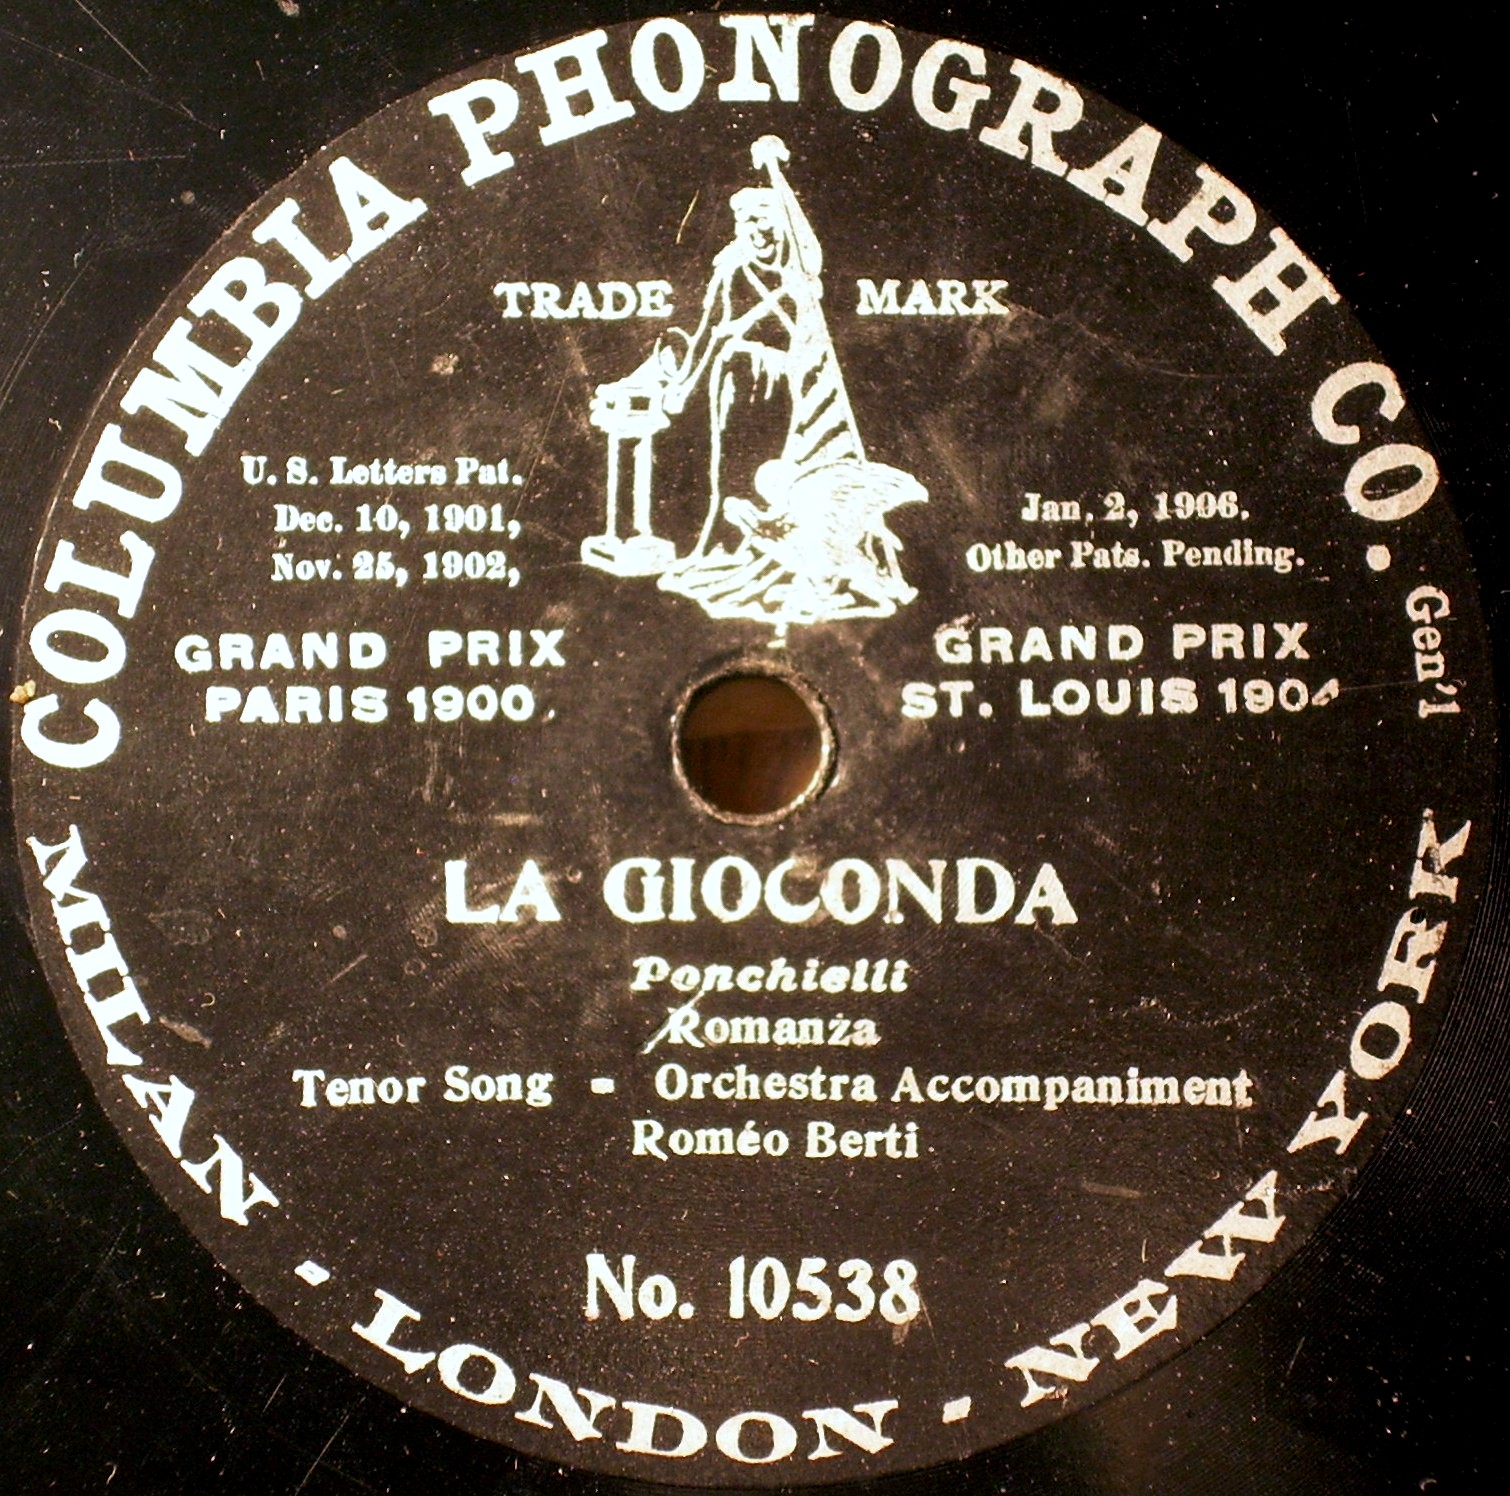 COLUMBIA PHONOGRAPH CO. Gen'l
TRADE MARK
U. S. Letters Pat.
Dec. 10, 1901,
Nov. 25, 1902,
Jan. 2, 1906.
Other Pats. Pending.
GRAND PRIX
PARIS 1900
GRAND PRIX
ST. LOUIS 1904
LA GIOCONDA
Ponchielli
Romanza
Tenor Song - Orchestra Accompaniment
Roméo Berti
No. 10538
MILAN - LONDON - NEW YORK